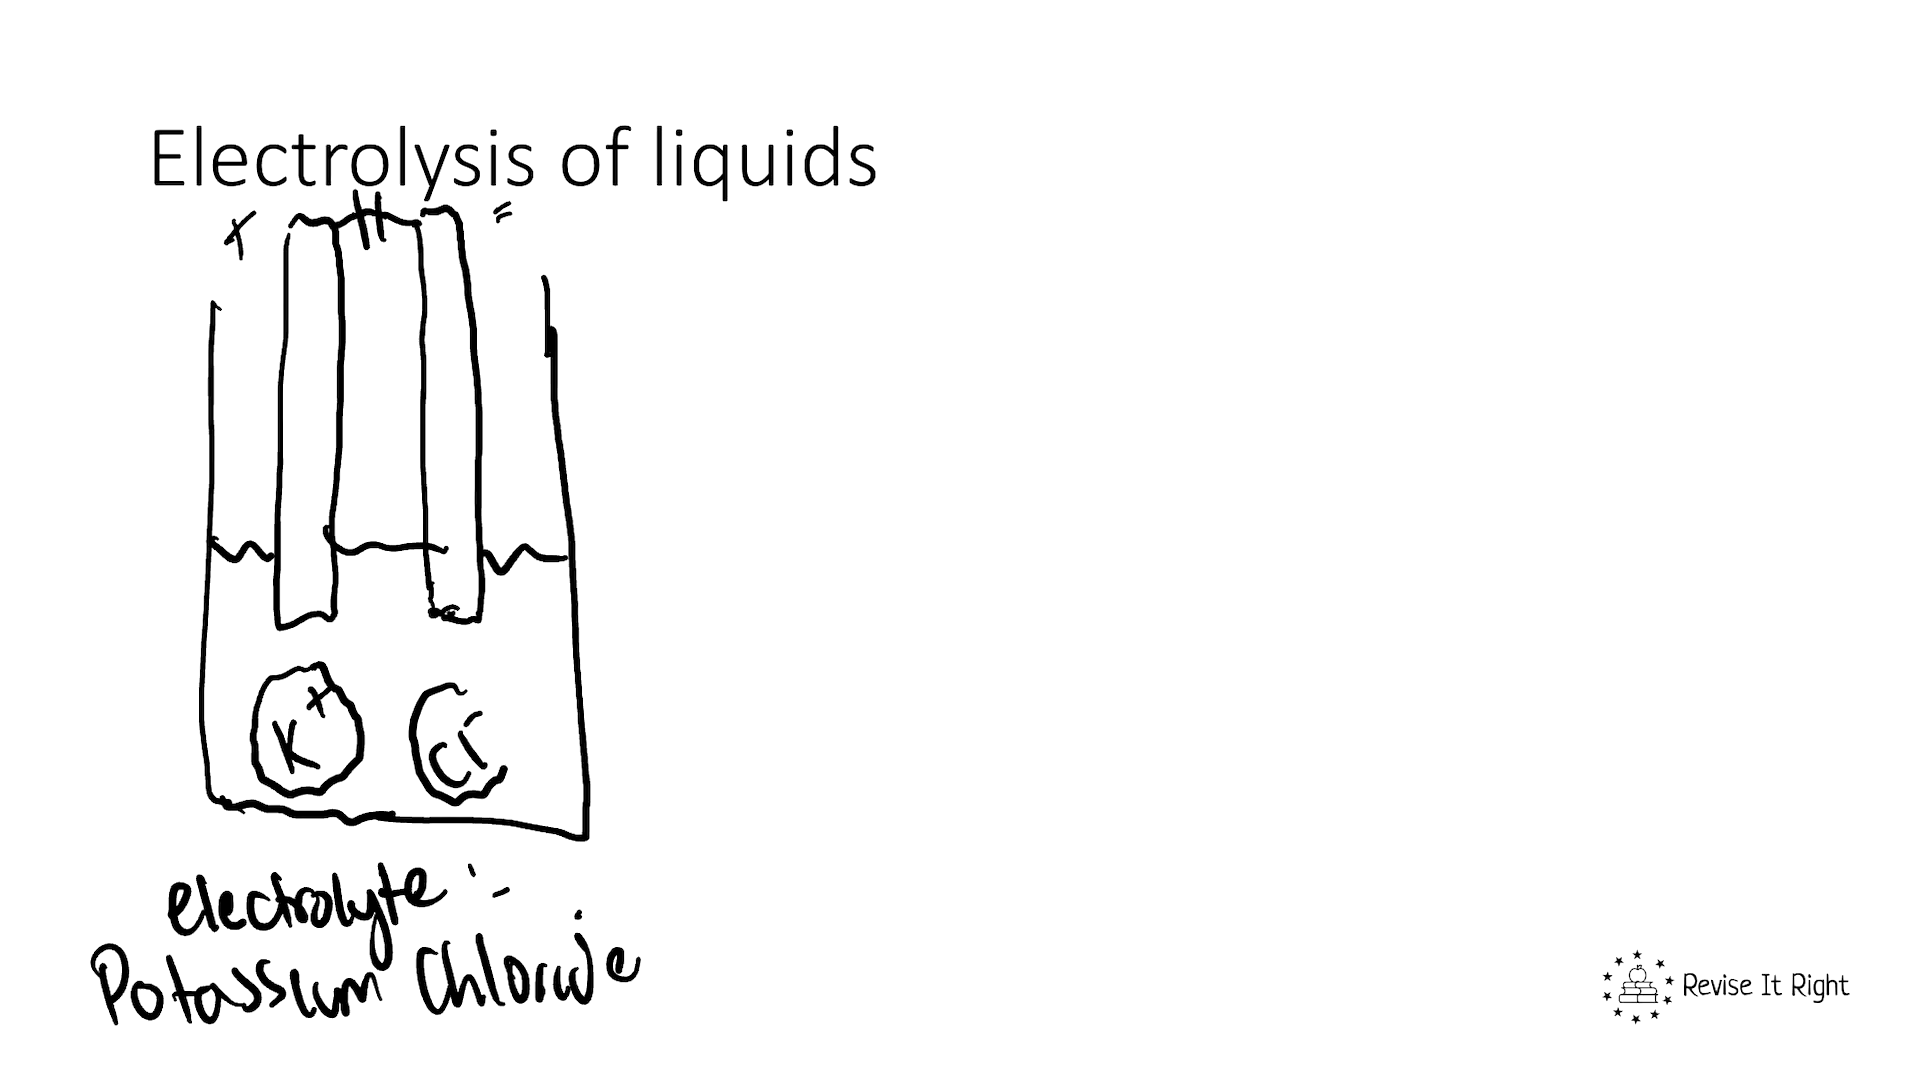 Electrolysis of liquids
+ =
K+ Cl-
electrolyte :-
Potassium Chloride
Revise It Right